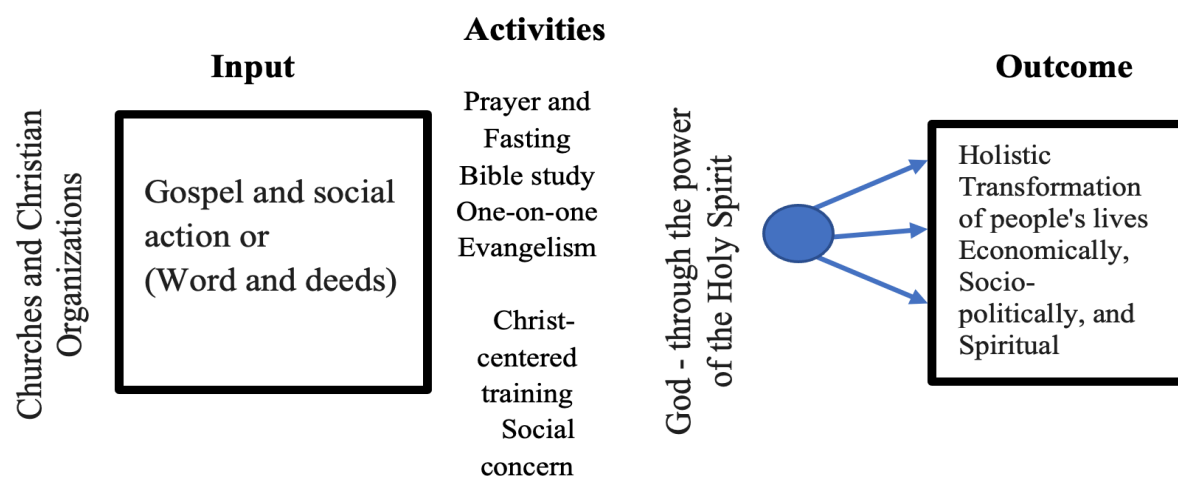 Activities
Input
Outcome
Churches and Christian
Organizations
Gospel and social
action or
(Word and deeds)
Prayer and
Fasting
Bible study
One-on-one
Evangelism
Christ-
centered
training
Social
concern
God - through the power
of the Holy Spirit
Holistic
Transformation
of people's lives
Economically,
Socio-
politically, and
Spiritual